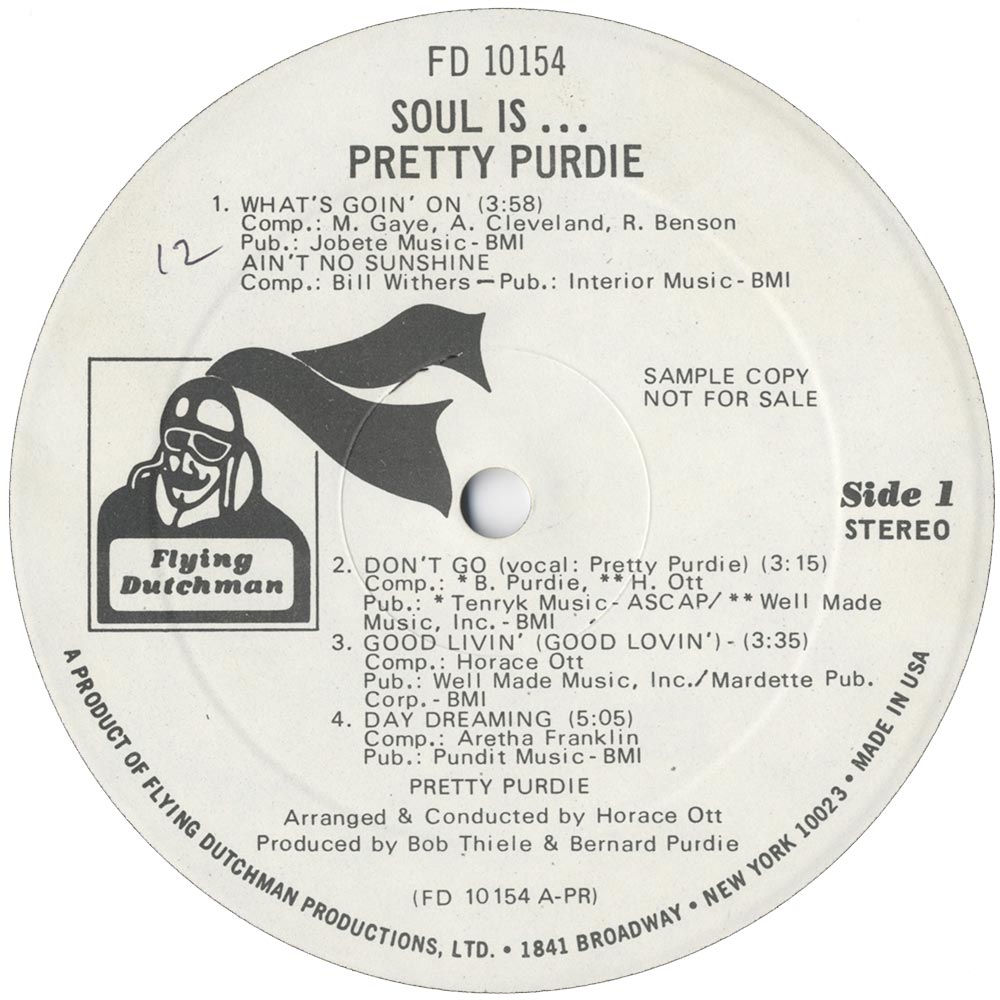 FD 10154
SOUL IS ...
PRETTY PURDIE
1. WHAT'S GOIN' ON (3:58)
Comp.: M. Gaye, A. Cleveland, R. Benson
Pub.: Jobete Music - BMI
12
AIN'T NO SUNSHINE
Comp.: Bill Withers — Pub.: Interior Music - BMI
SAMPLE COPY
NOT FOR SALE
Side 1
STEREO
Flying
Dutchman
2. DON'T GO (vocal: Pretty Purdie) (3:15)
Comp.: * B. Purdie, ** H. Ott
Pub.: * Tenryk Music - ASCAP/ ** Well Made
Music, Inc. - BMI
3. GOOD LIVIN' (GOOD LOVIN') - (3:35)
Comp.: Horace Ott
Pub.: Well Made Music, Inc./Mardette Pub.
Corp. - BMI
4. DAY DREAMING (5:05)
Comp.: Aretha Franklin
Pub.: Pundit Music - BMI
PRETTY PURDIE
Arranged & Conducted by Horace Ott
Produced by Bob Thiele & Bernard Purdie
(FD 10154 A-PR)
A PRODUCT OF FLYING DUTCHMAN PRODUCTIONS, LTD. • 1841 BROADWAY • NEW YORK 10023 • MADE IN USA